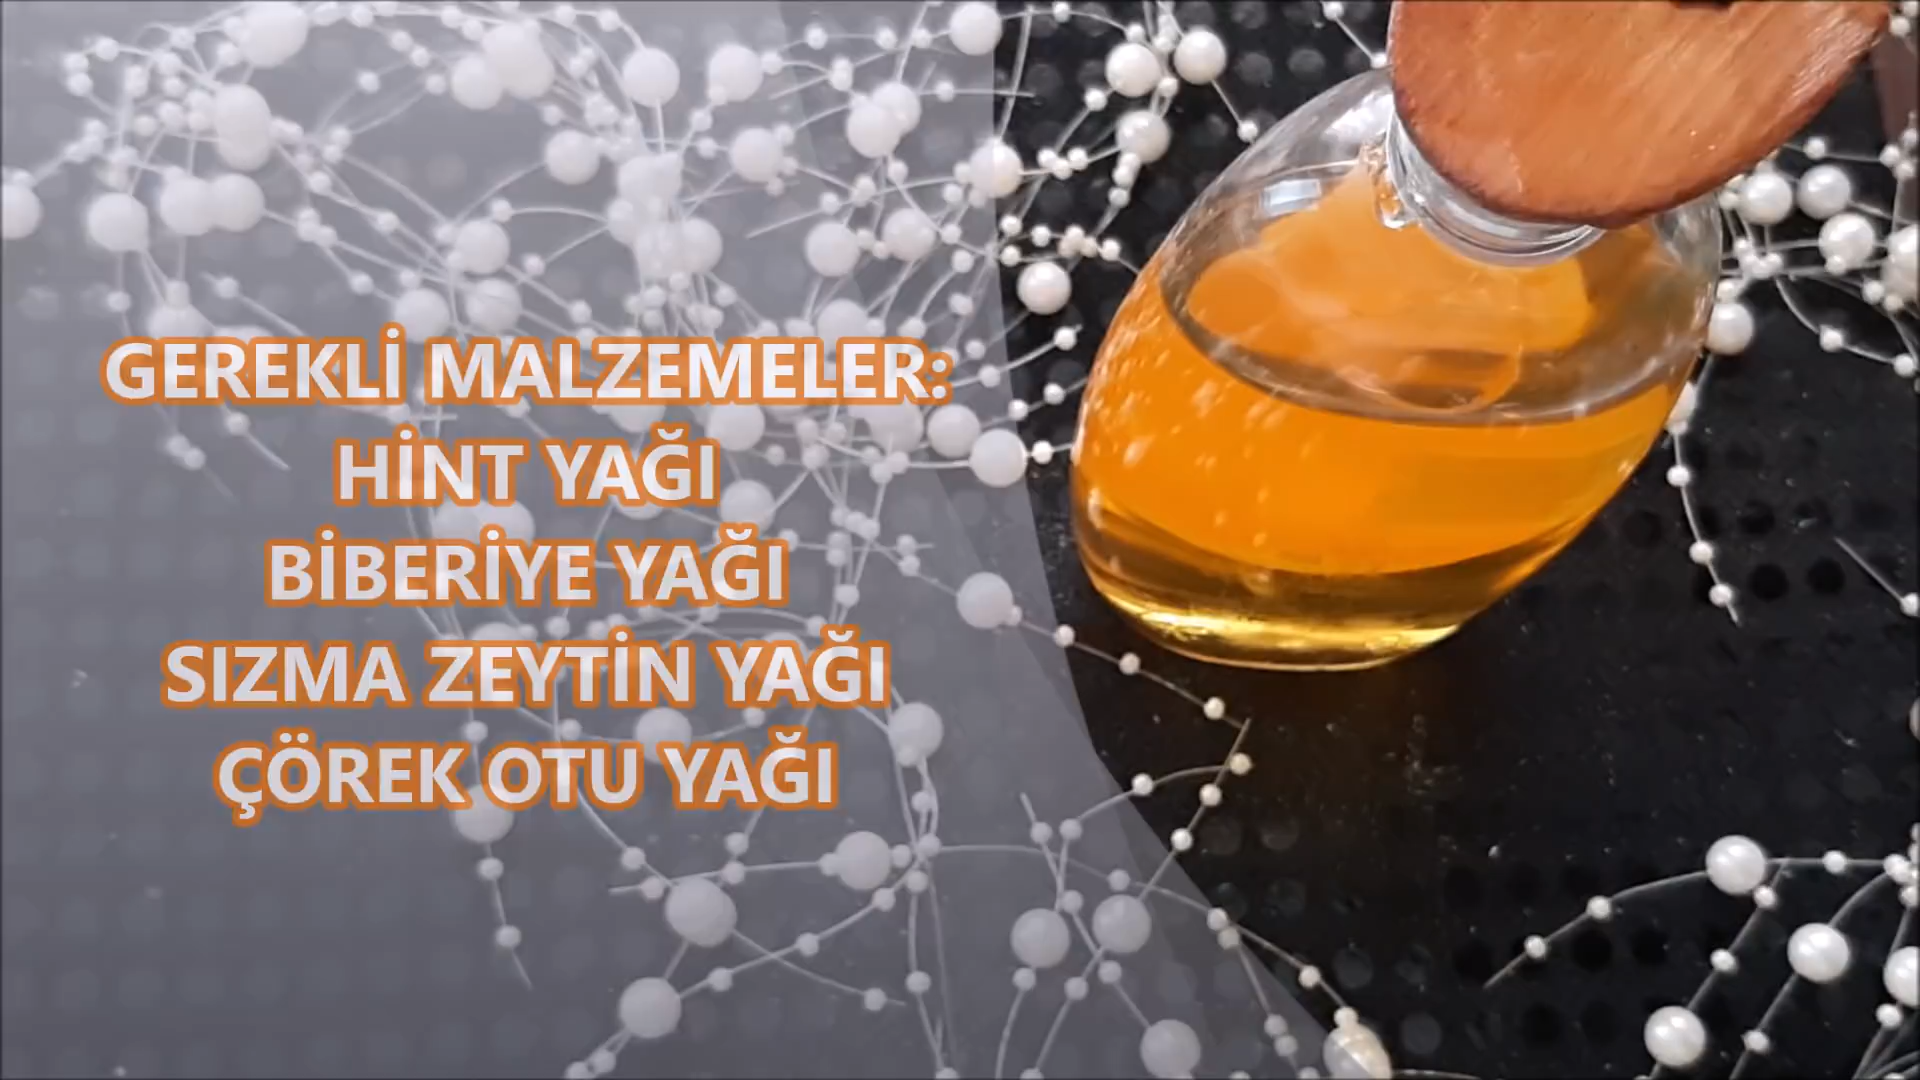 GEREKLİ MALZEMELER:
HİNT YAĞI
BİBERİYE YAĞI
SIZMA ZEYTİN YAĞI
ÇÖREK OTU YAĞI